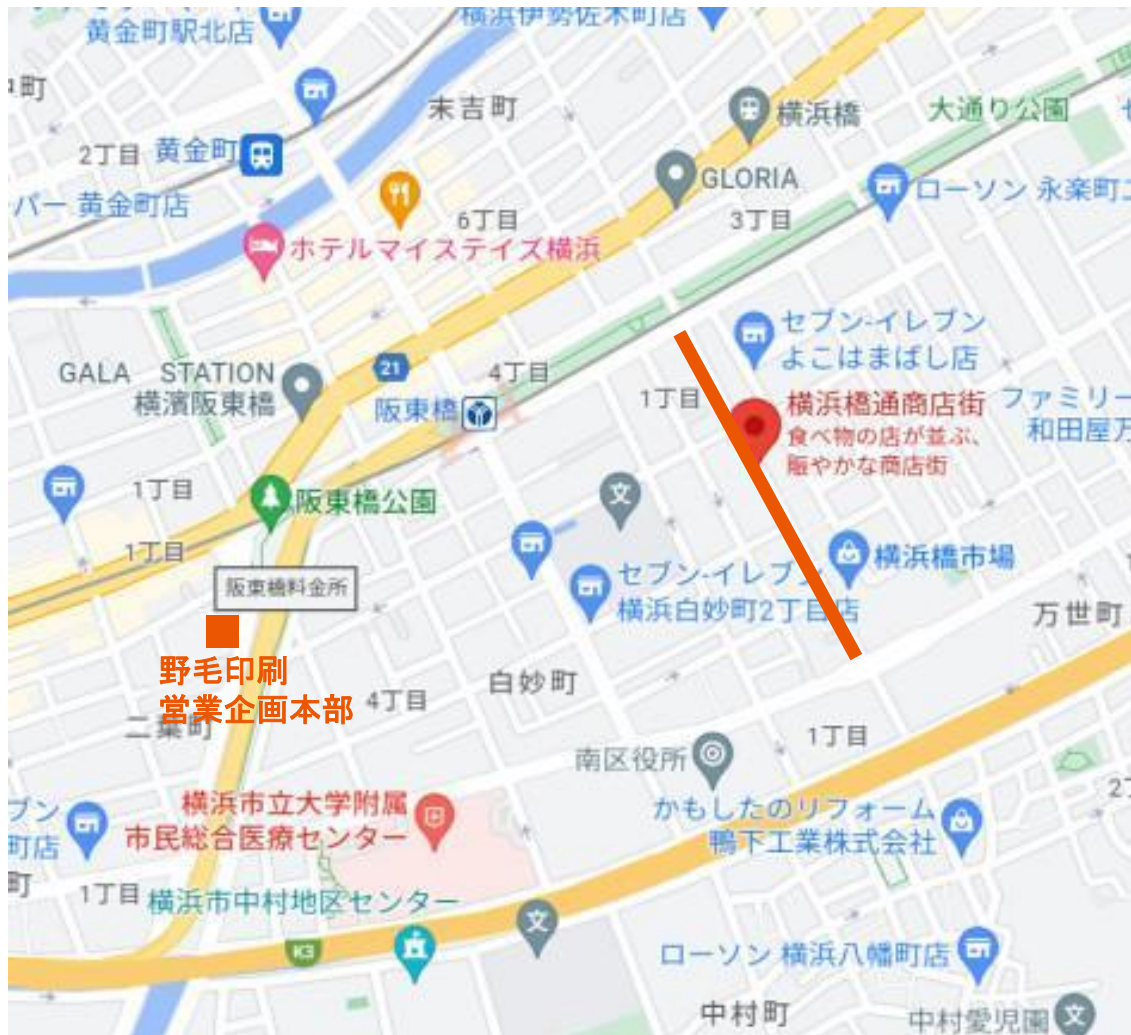 黄金町駅北店
横浜伊勢佐木町店
末吉町
横浜橋
大通り公園
2丁目
黄金町
バー 黄金町店
GLORIA
ローソン 永楽町二
6丁目
3丁目
ホテルマイステイズ横浜
セブン-イレブン
よこはまばし店
GALA STATION
横濱阪東橋
21
4丁目
阪東橋
1丁目
横浜橋通商店街
食べ物の店が並ぶ、
賑やかな商店街
ファミリー
和田屋万
1丁目
阪東橋公園
文
1丁目
阪東橋料金所
セブン-イレブン
横浜白妙町2丁目店
横浜橋市場
万世町
野毛印刷
営業企画本部
二葉町
4丁目
白妙町
南区役所
1丁目
横浜市立大学附属
市民総合医療センター
かもしたのリフォーム
鴨下工業株式会社
ブン
町店
町
1丁目
横浜市中村地区センター
K3
文
ローソン 横浜八幡町店
中村町
中村愛児園
文